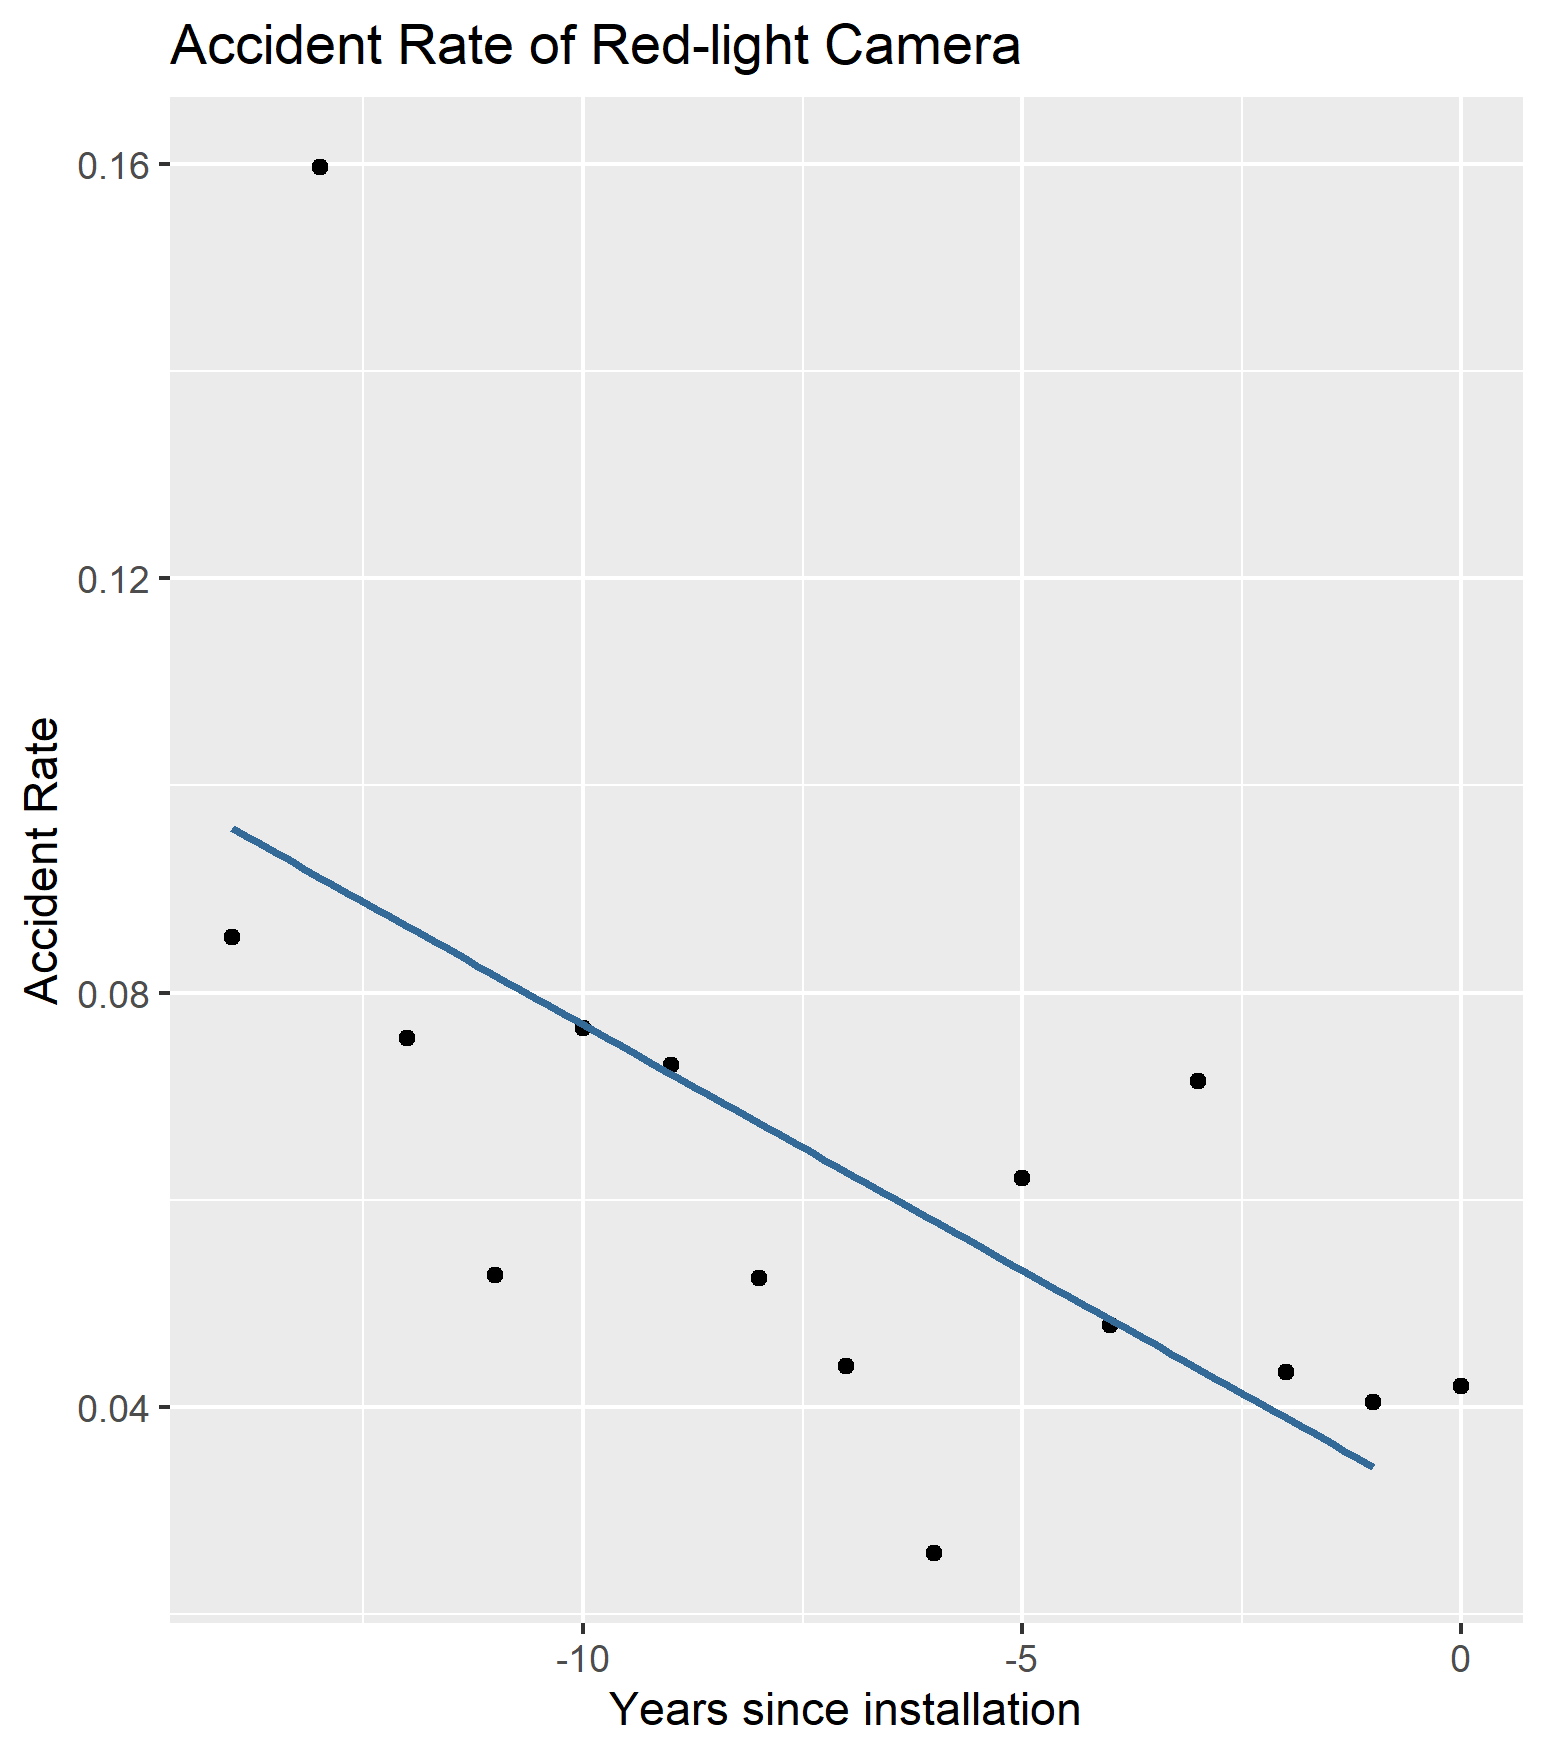 Accident Rate of Red-light Camera
0.16
0.12
0.08
0.04
Accident Rate
-10
-5
0
Years since installation